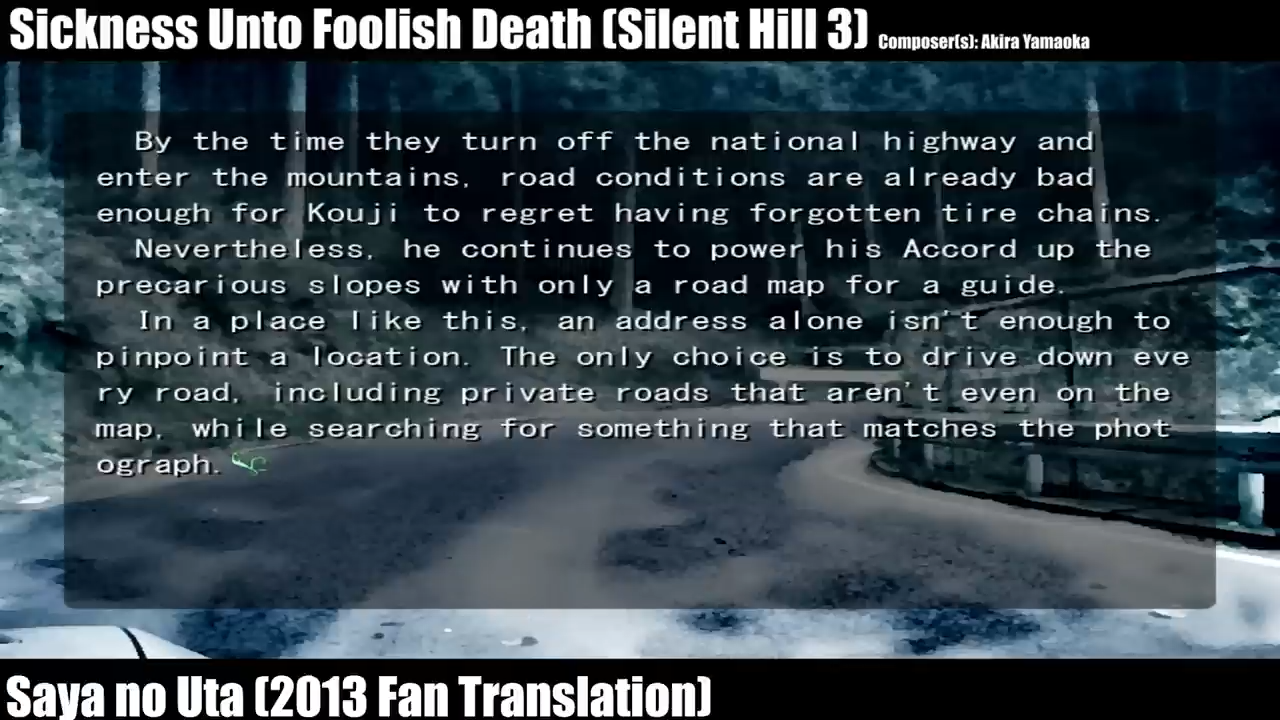 Sickness Unto Foolish Death (Silent Hill 3) Composer(s): Akira Yamaoka
By the time they turn off the national highway and
enter the mountains, road conditions are already bad
enough for Kouji to regret having forgotten tire chains.
Nevertheless, he continues to power his Accord up the
precarious slopes with only a road map for a guide.
In a place like this, an address alone isn't enough to
pinpoint a location. The only choice is to drive down eve
ry road, including private roads that aren't even on the
map, while searching for something that matches the phot
ograph.
Saya no Uta (2013 Fan Translation)